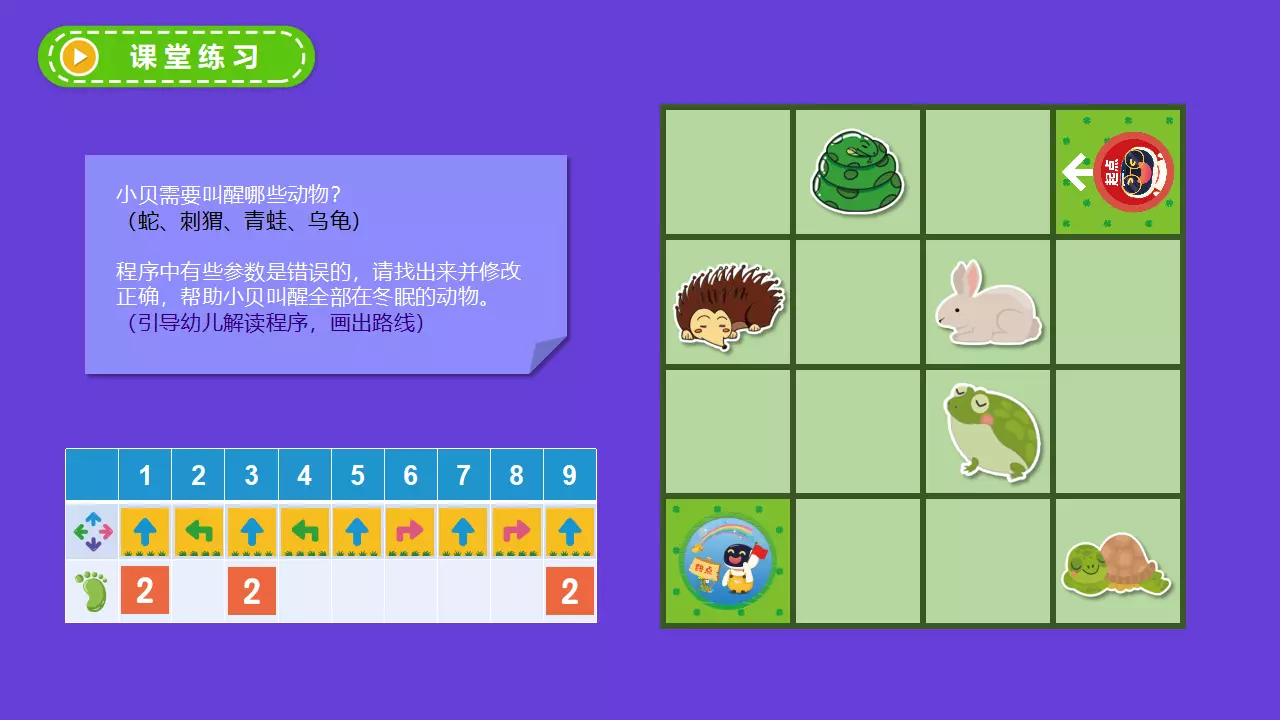 课堂练习
小贝需要叫醒哪些动物?
（蛇、刺猬、青蛙、乌龟）
程序中有些参数是错误的，请找出来并修改
正确，帮助小贝叫醒全部在冬眠的动物。
（引导幼儿解读程序，画出路线）
起点
1 2 3 4 5 6 7 8 9
2 2 2
终点